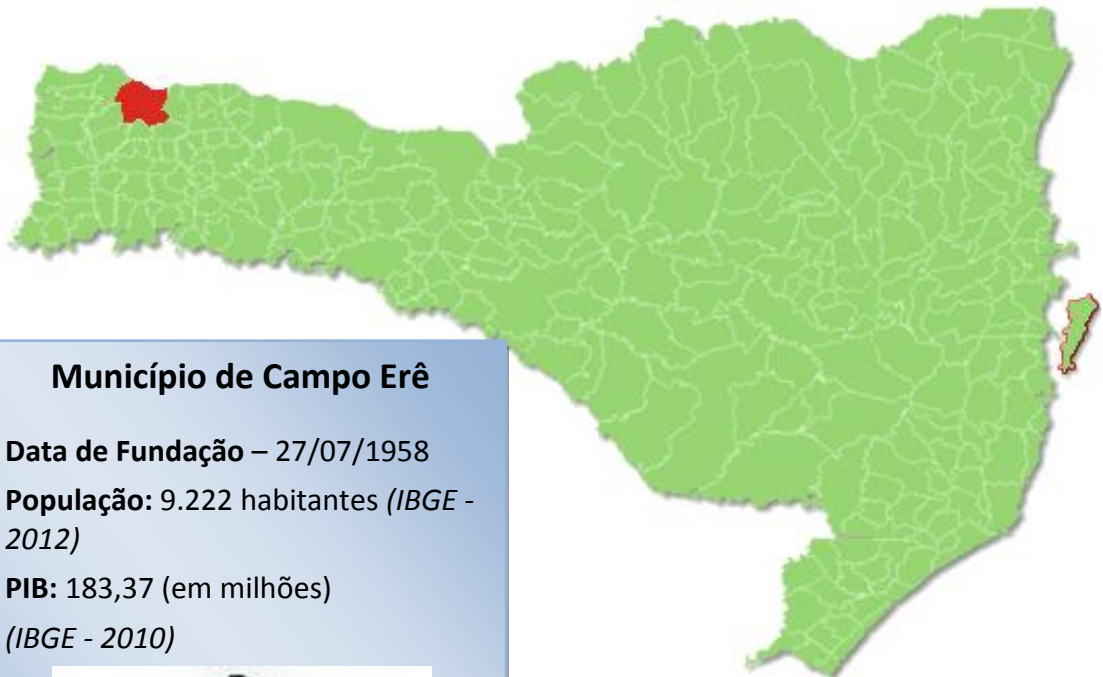 Município de Campo Erê
Data de Fundação – 27/07/1958
População: 9.222 habitantes (IBGE -
2012)
PIB: 183,37 (em milhões)
(IBGE - 2010)